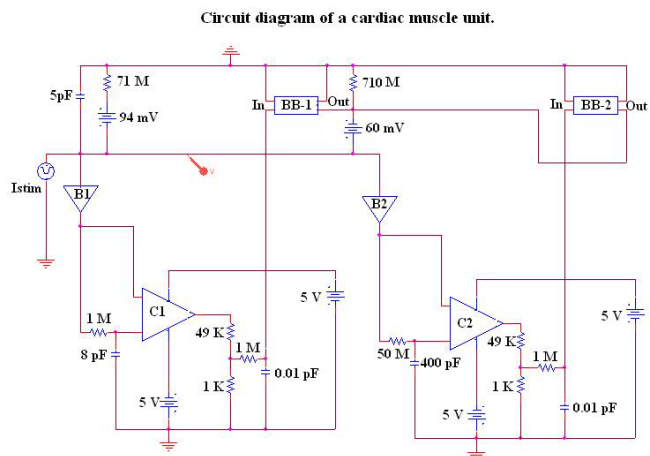 Circuit diagram of a cardiac muscle unit.
71 M
710 M
5pF
In
BB-1
Out
In
BB-2
Out
94 mV
60 mV
Istim
V
B1
B2
5 V
5 V
C1
C2
1 M
49 K
1 M
50 M
49 K
1 M
8 pF
400 pF
0.01 pF
1 K
1 K
0.01 pF
5 V
5 V